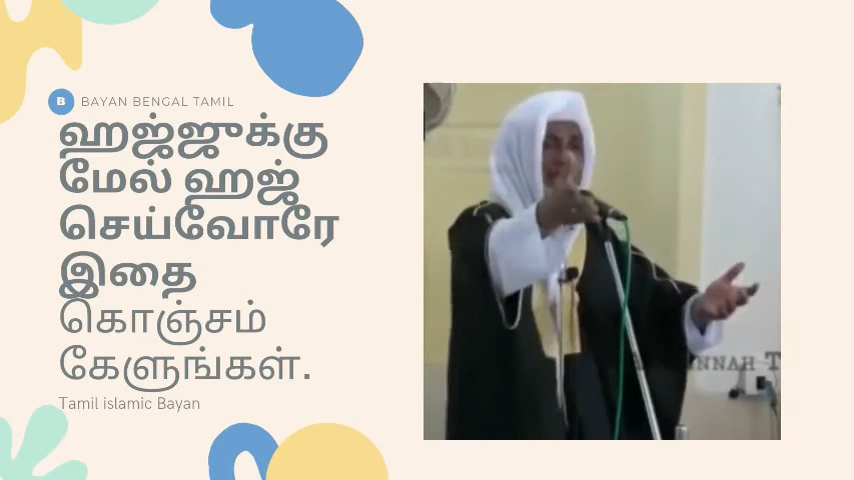 B BAYAN BENGAL TAMIL
ஹஜ்ஜுக்கு
மேல் ஹஜ்
செய்வோரே
இதை
கொஞ்சம்
கேளுங்கள்.
Tamil islamic Bayan